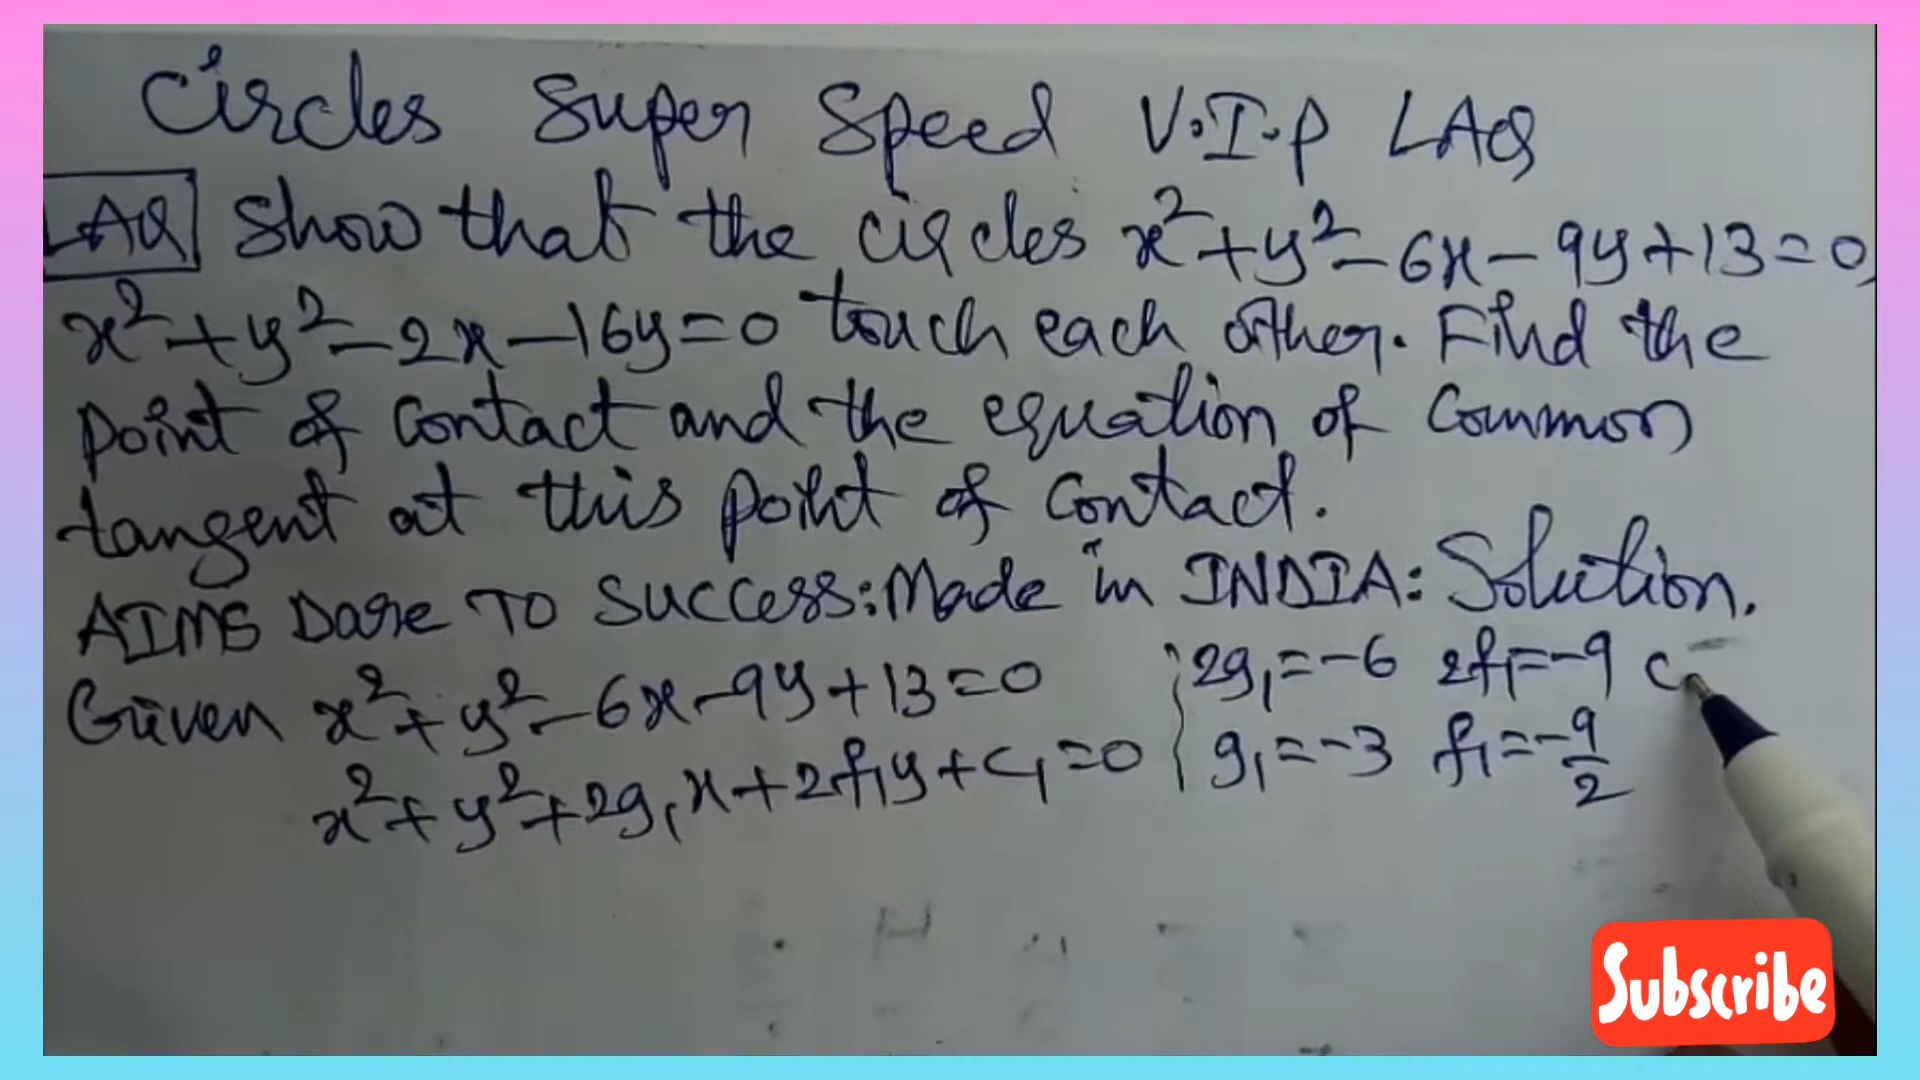 Circles Super Speed V.I.P LAQ
LAQ Show that the circles x²+y²-6x-9y+13=0,
x²+y²-2x-16y=0 touch each other. Find the
point of contact and the equation of common
tangent at this point of contact.
AIMS Dare TO SUCCESS: Made in INDIA: Solution.
Given x²+y²-6x-9y+13=0
x²+y²+2g₁x+2f₁y+c₁=0
2g₁=-6 2f₁=-9 c
g₁=-3 f₁=-9/2
Subscribe